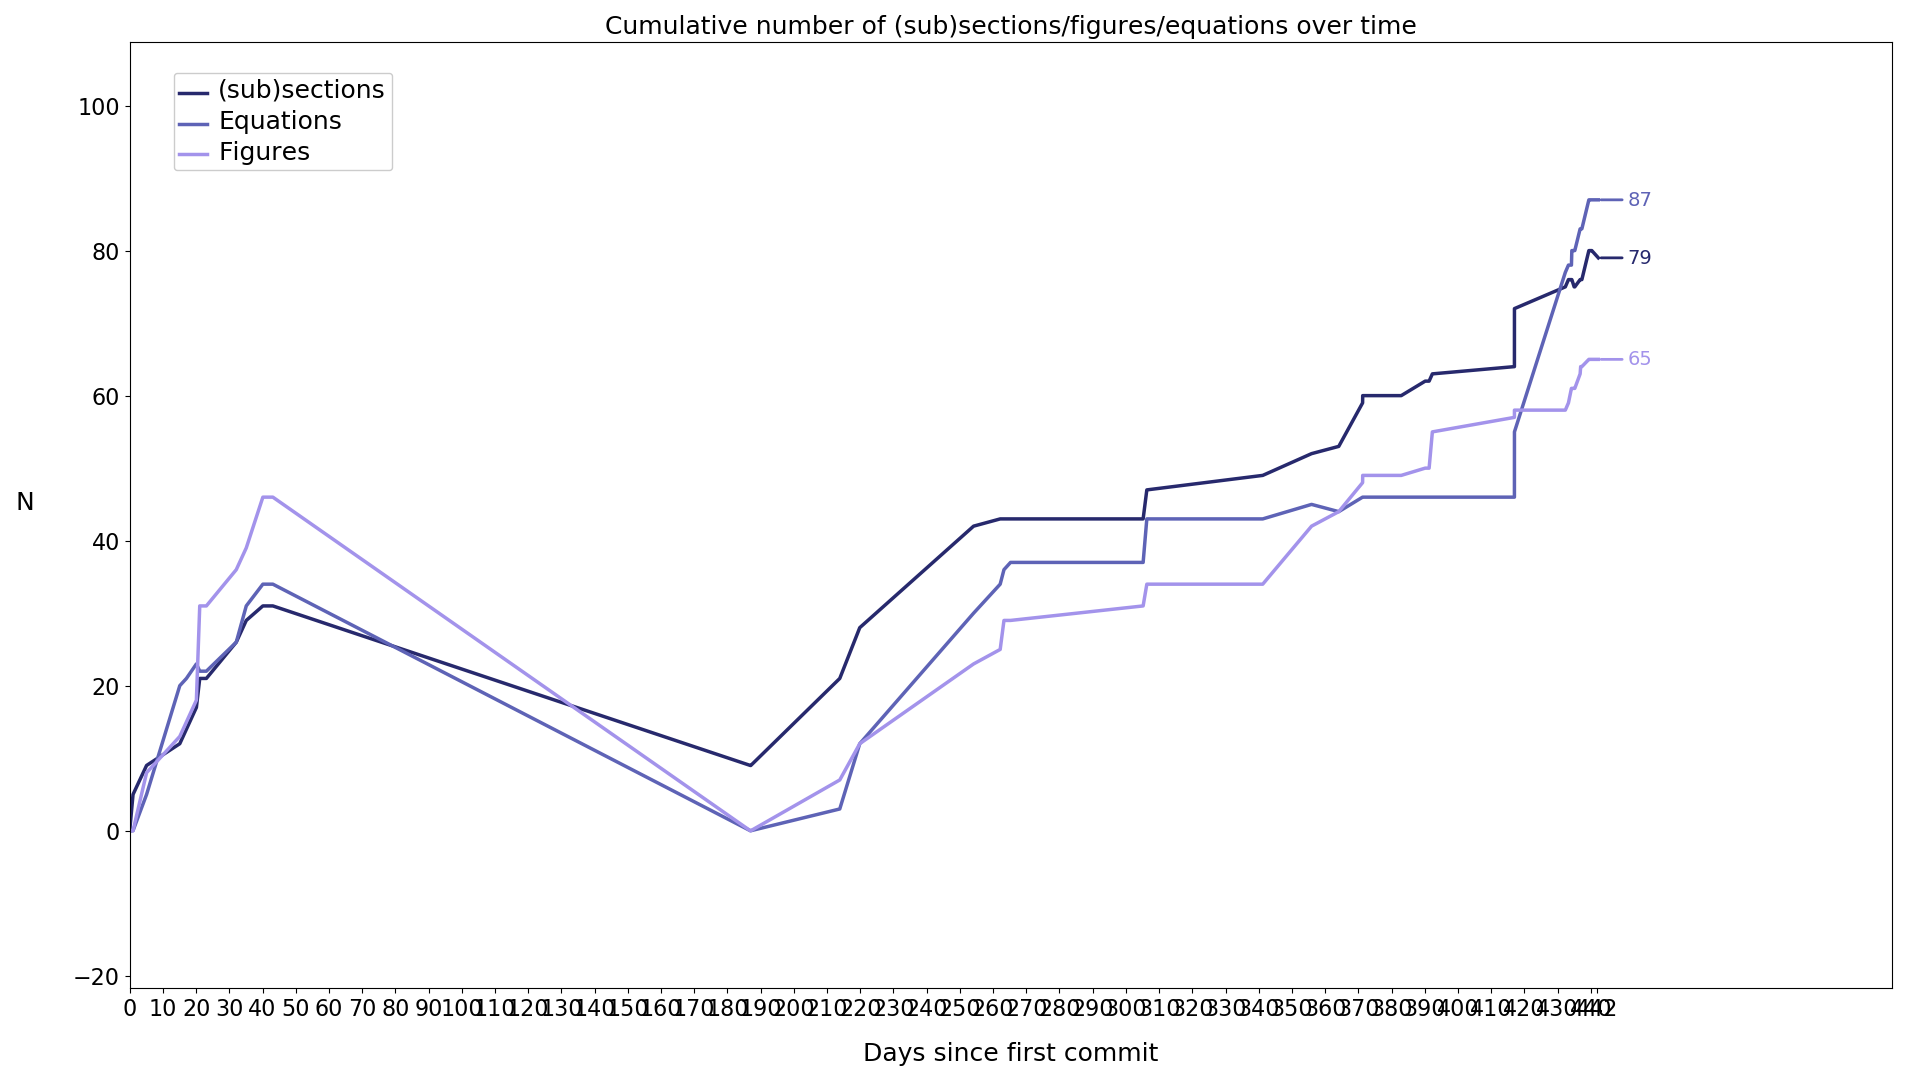 Cumulative number of (sub)sections/figures/equations over time
(sub)sections
Equations
Figures
100
80
60
40
20
0
−20
N
87
79
65
0 10 20 30 40 50 60 70 80 90 100 110 120 130 140 150 160 170 180 190 200 210 220 230 240 250 260 270 280 290 300 310 320 330 340 350 360 370 380 390 400 410 420 430 440 442
Days since first commit